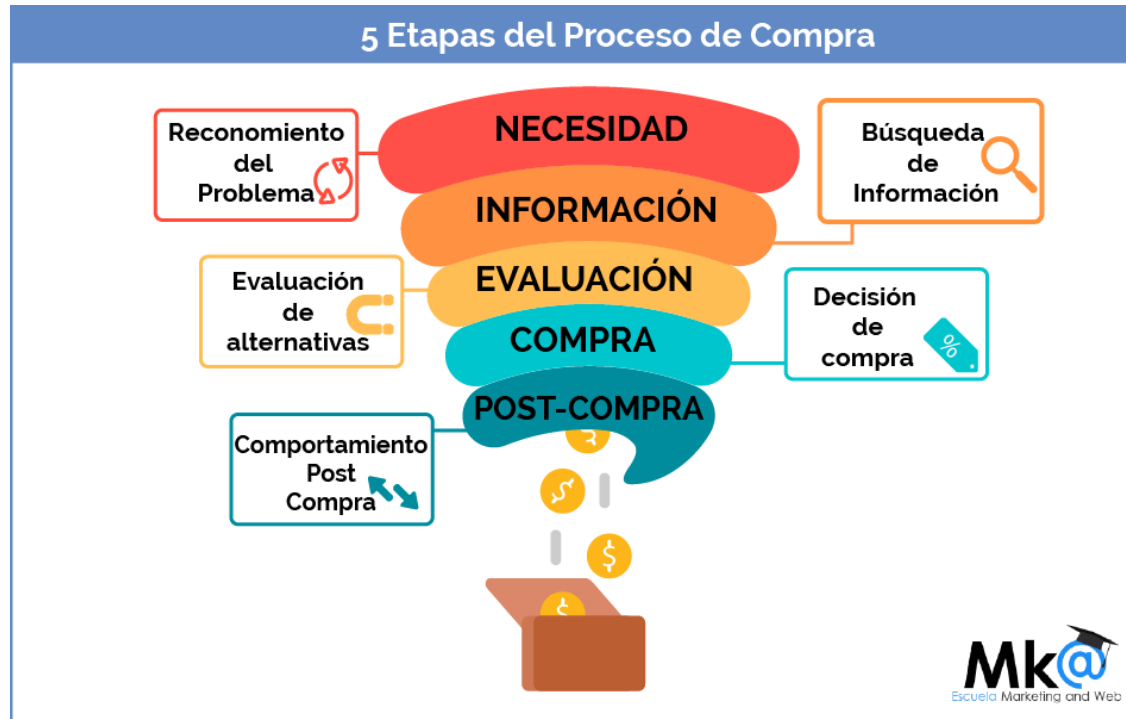 5 Etapas del Proceso de Compra
Reconomiento
del
Problema
NECESIDAD
Búsqueda
de
Información
INFORMACIÓN
Evaluación
de
alternativas
EVALUACIÓN
Decisión
de
compra
%
COMPRA
POST-COMPRA
Comportamiento
Post
Compra
$
$
$
Mk@
Escuela Marketing and Web